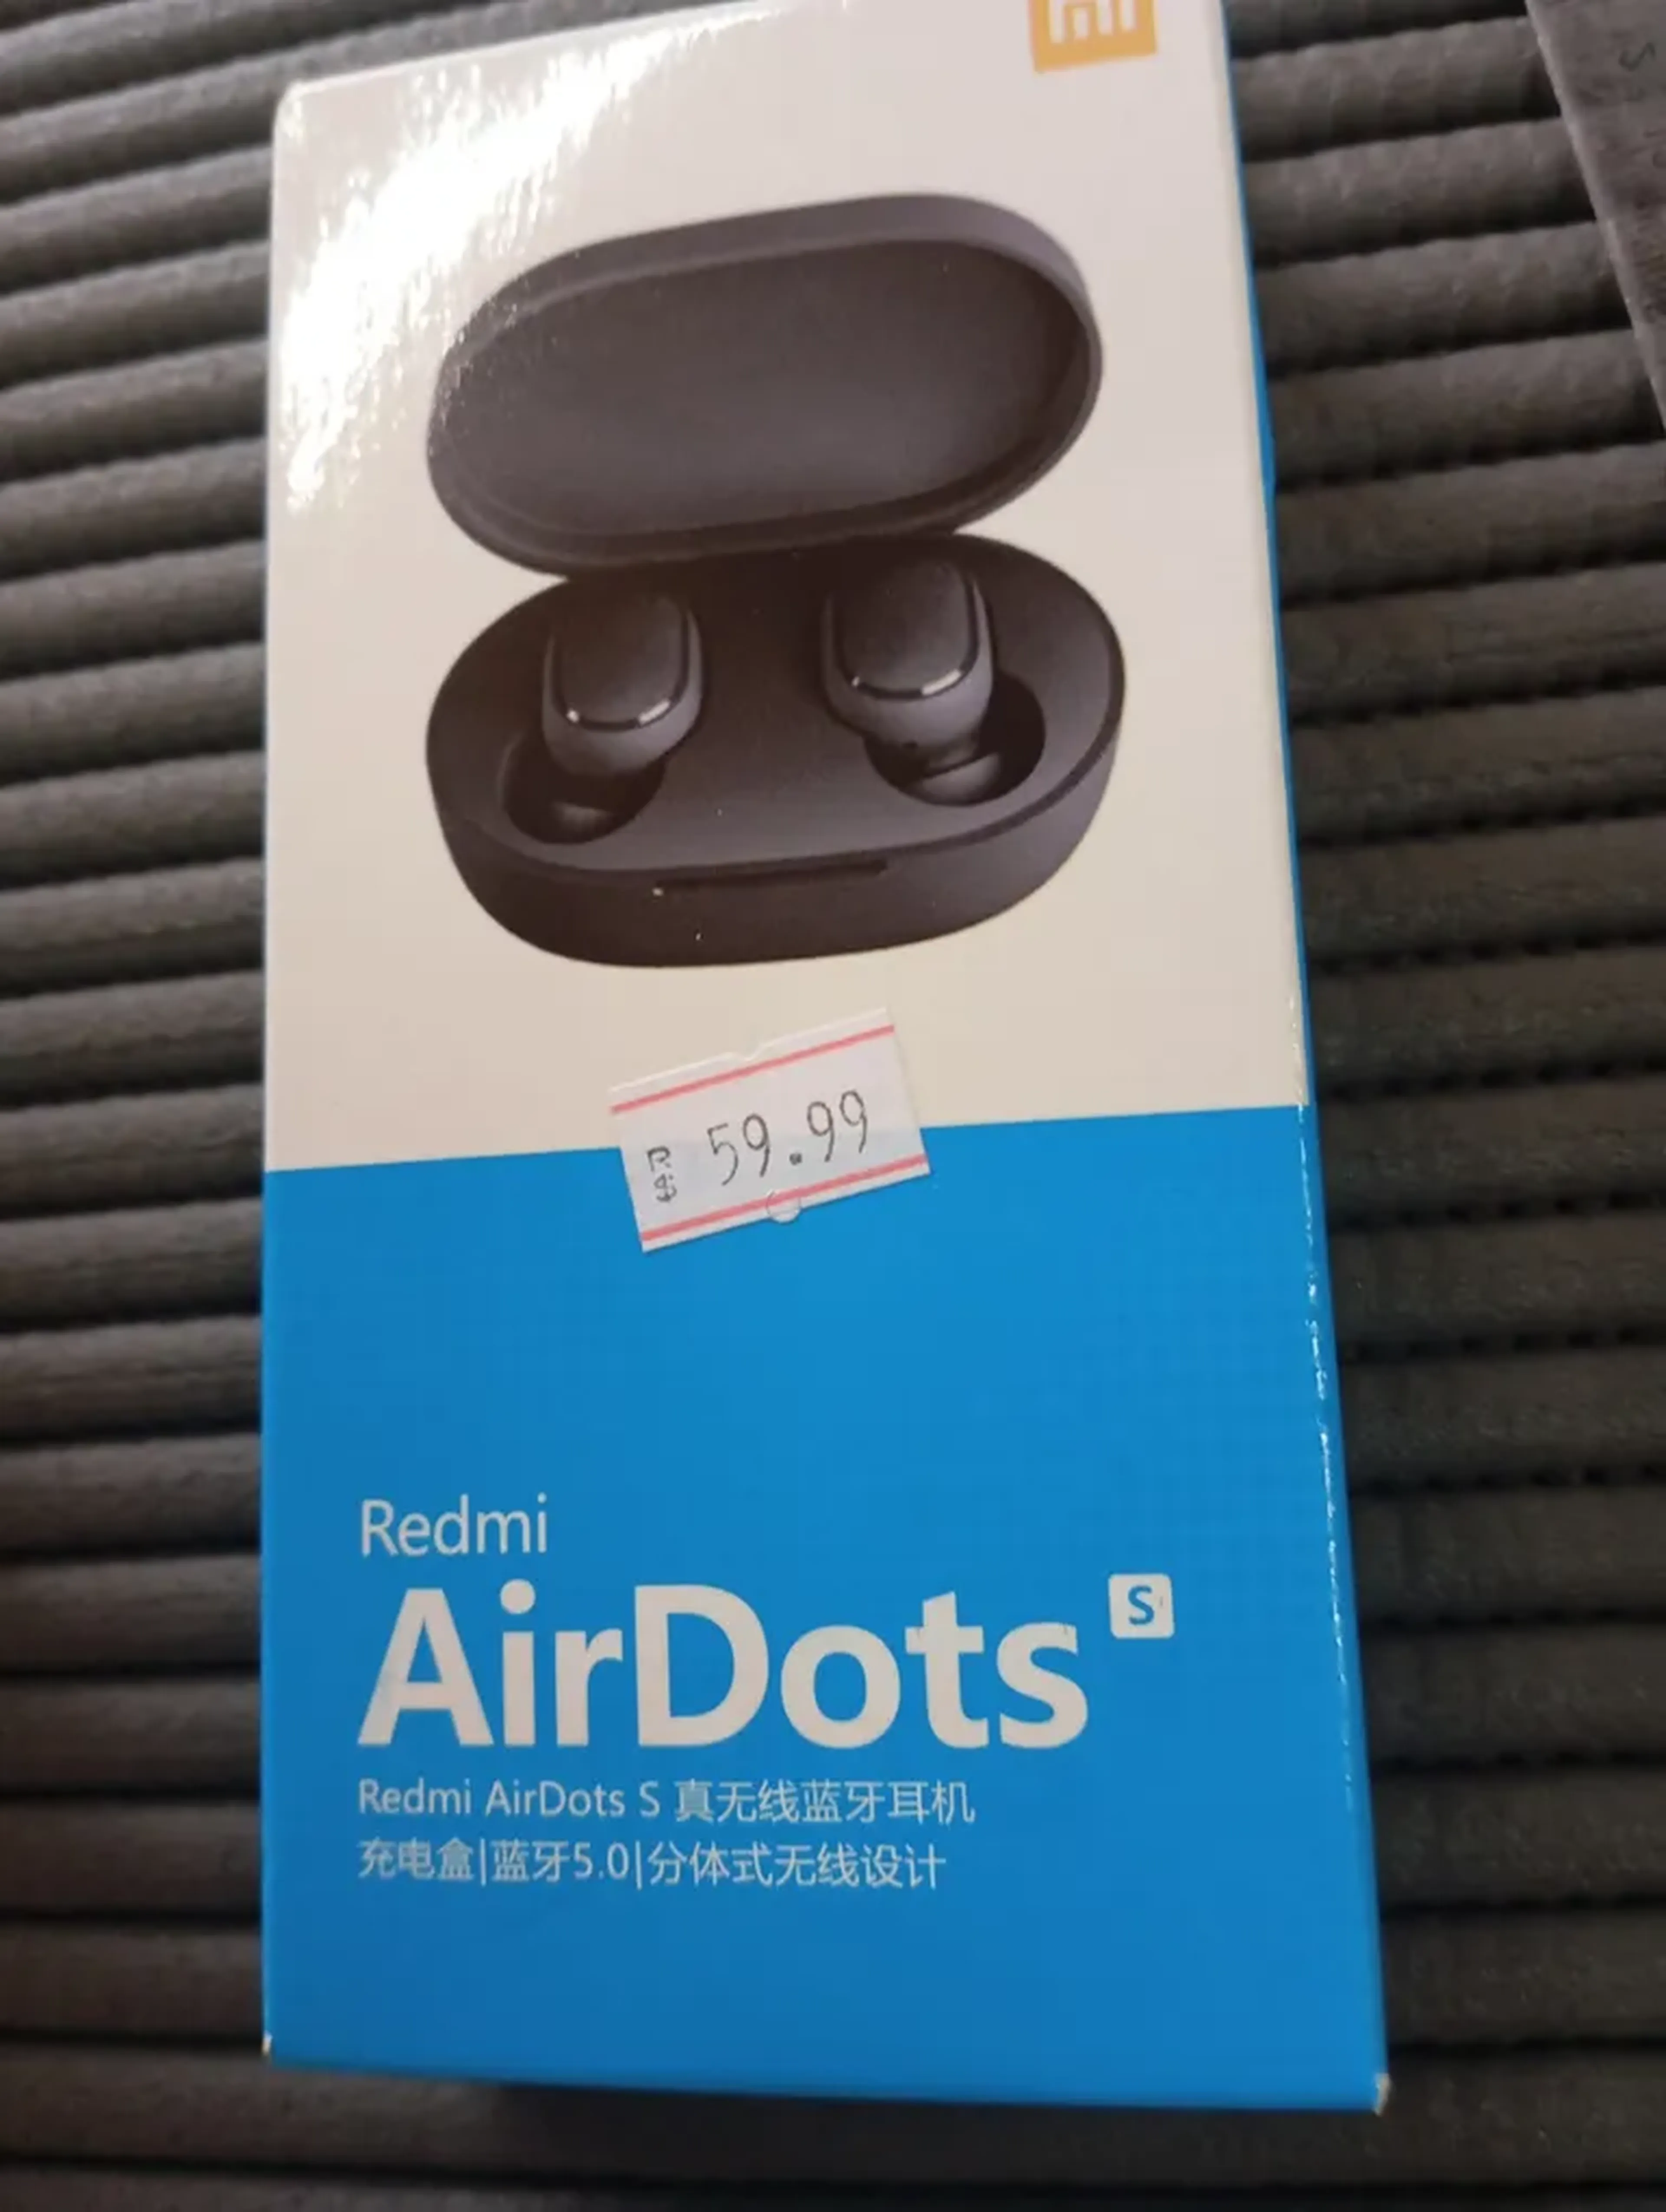 mi
R$ 59.99
Redmi
AirDots S
Redmi AirDots S 真无线蓝牙耳机
充电盒|蓝牙5.0|分体式无线设计